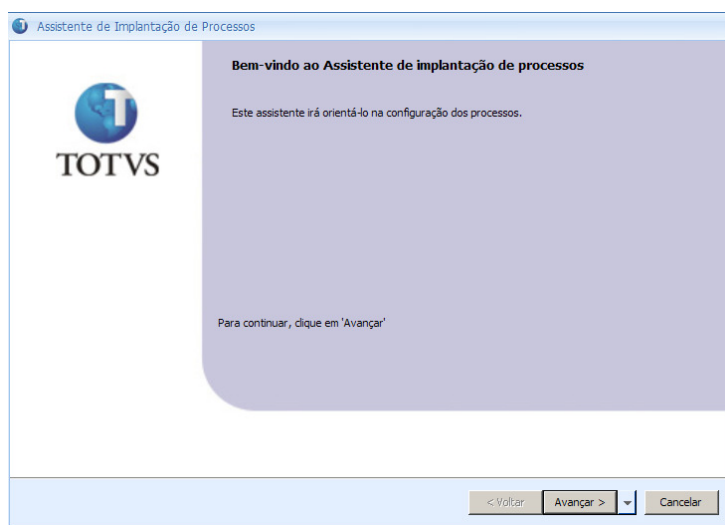 Assistente de Implantação de Processos
Bem-vindo ao Assistente de implantação de processos
Este assistente irá orientá-lo na configuração dos processos.
T
TOTVS
Para continuar, clique em 'Avançar'
< Voltar Avançar > Cancelar